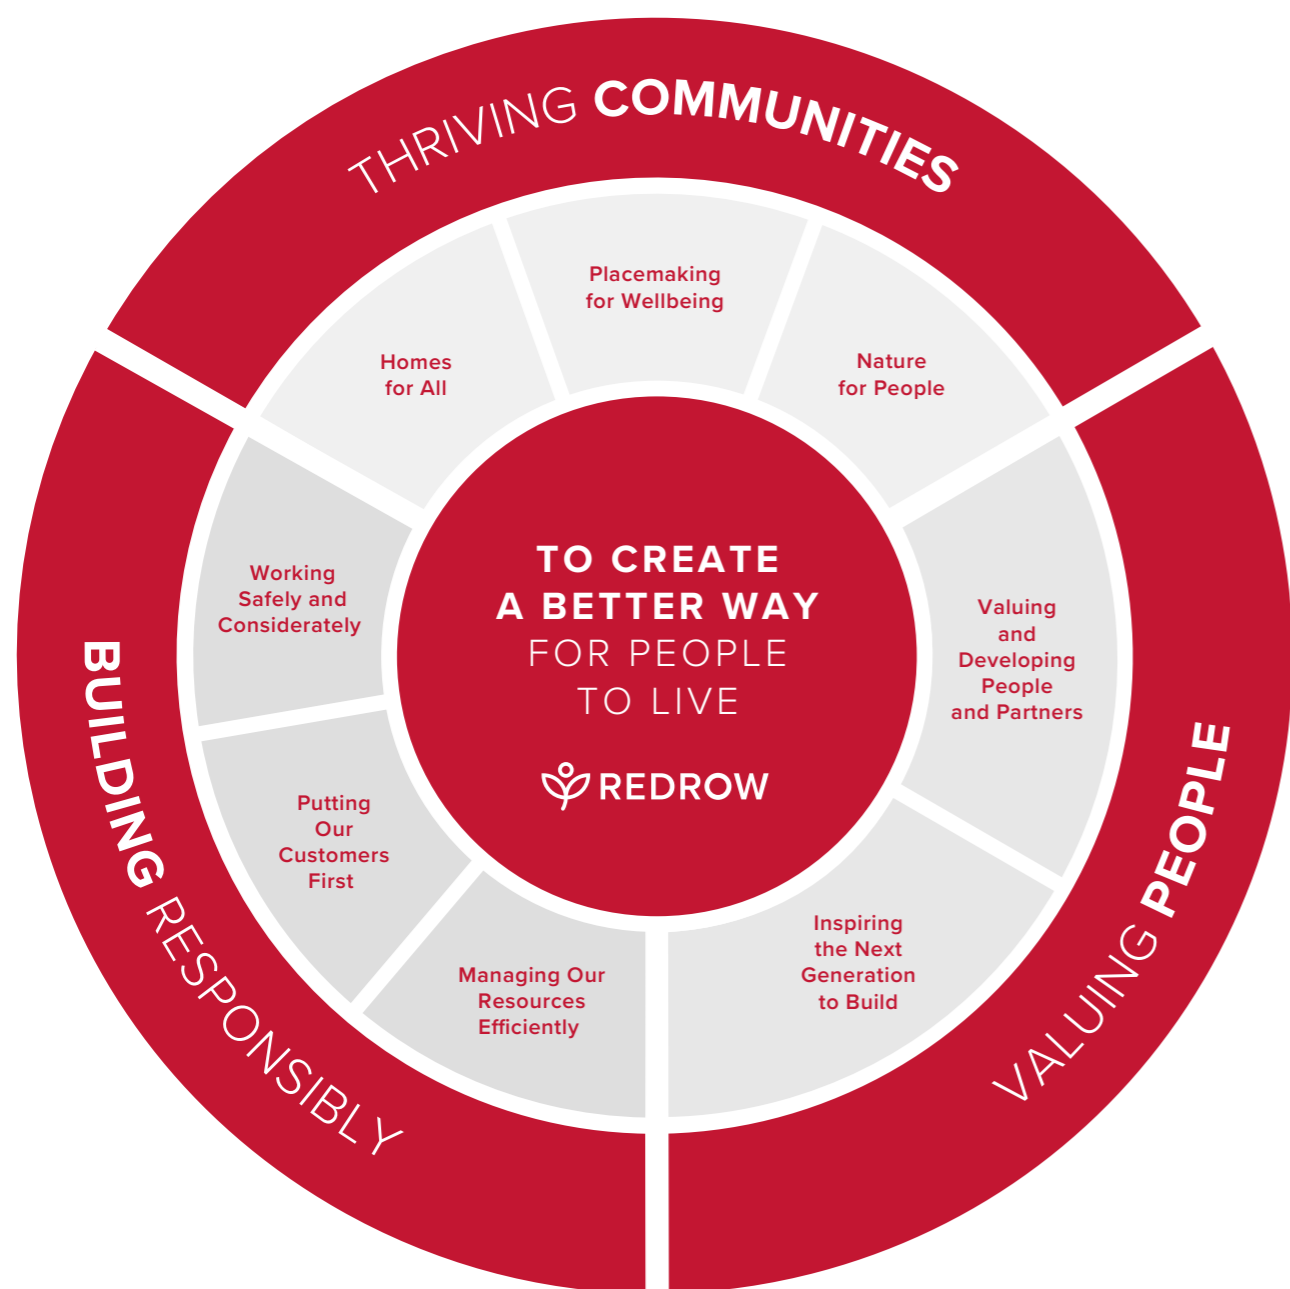 THRIVING COMMUNITIES
Placemaking
for Wellbeing
Homes
for All
Nature
for People
Working
Safely and
Considerately
TO CREATE
A BETTER WAY
FOR PEOPLE
TO LIVE
REDROW
Valuing
and
Developing
People
and Partners
Putting
Our
Customers
First
Managing Our
Resources
Efficiently
Inspiring
the Next
Generation
to Build
BUILDING RESPONSIBLY
VALUING PEOPLE